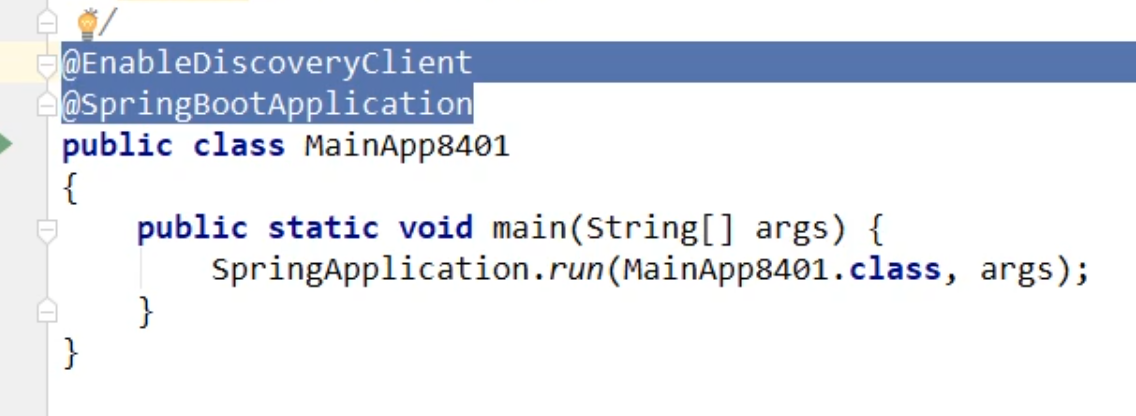 /
@EnableDiscoveryClient
@SpringBootApplication
public class MainApp8401
{
    public static void main(String[] args) {
        SpringApplication.run(MainApp8401.class, args);
    }
}